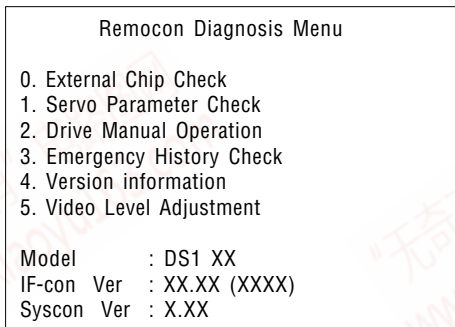 Remocon Diagnosis Menu
0. External Chip Check
1. Servo Parameter Check
2. Drive Manual Operation
3. Emergency History Check
4. Version information
5. Video Level Adjustment
Model : DS1 XX
IF-con Ver : XX.XX (XXXX)
Syscon Ver : X.XX